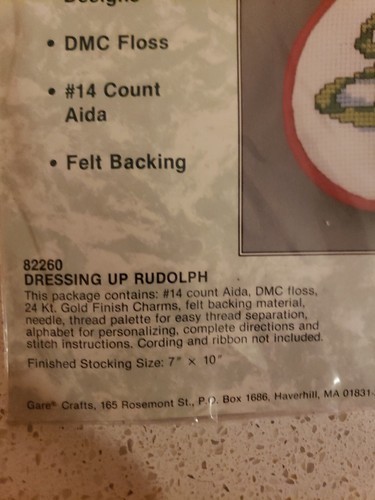 Designs
• DMC Floss
• #14 Count
Aida
• Felt Backing
82260
DRESSING UP RUDOLPH
This package contains: #14 count Aida, DMC floss,
24 Kt. Gold Finish Charms, felt backing material,
needle, thread palette for easy thread separation,
alphabet for personalizing, complete directions and
stitch instructions. Cording and ribbon not included.
Finished Stocking Size: 7" × 10"
Gare® Crafts, 165 Rosemont St., P.O. Box 1686, Haverhill, MA 01831-